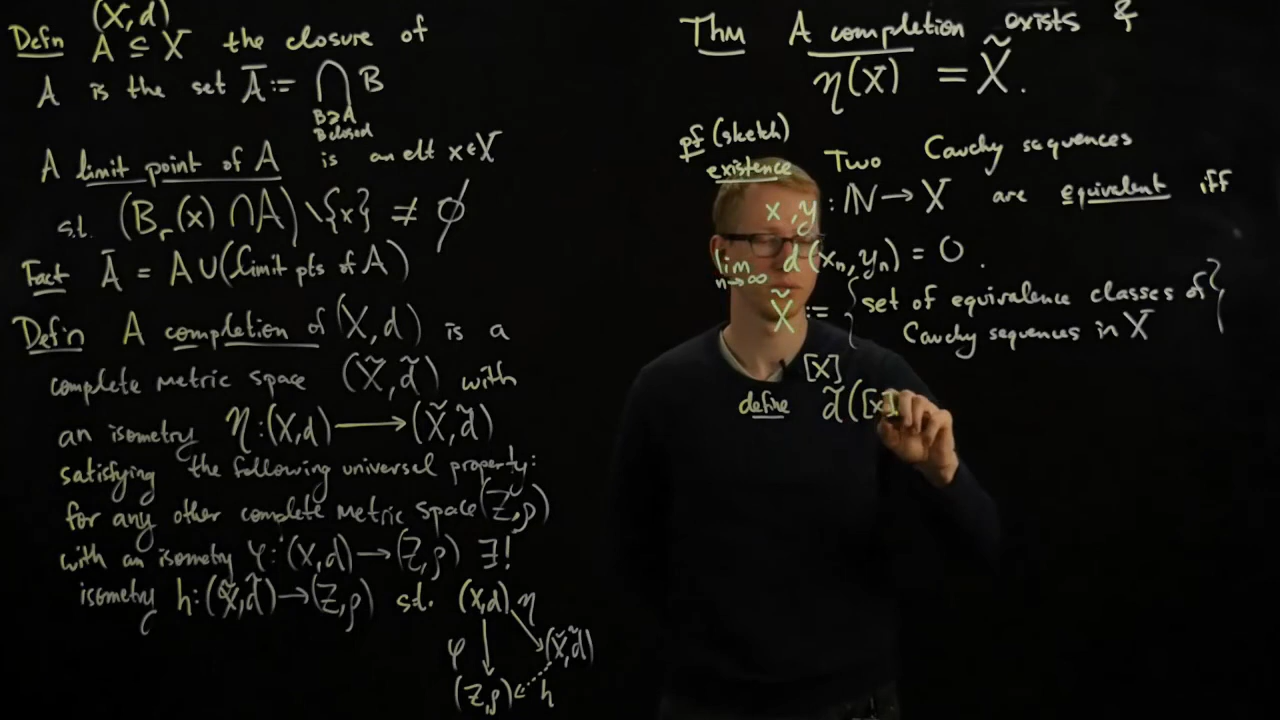 Defn (X,d)
A ⊆ X the closure of
A is the set Ā := ⋂ B
B⊇A
B closed
A limit point of A is an elt x∈X
s.t. (B_r(x) ∩ A) \ {x} ≠ ∅
Fact Ā = A ∪ (limit pts of A)
Def'n A completion of (X,d) is a
complete metric space (X̃,d̃) with
an isometry η:(X,d) → (X̃,d̃)
satisfying the following universal property:
for any other complete metric space (Z,ρ)
with an isometry φ:(X,d) → (Z,ρ) ∃!
isometry h:(X̃,d̃) → (Z,ρ) s.t. (X,d) η
φ (X̃,d̃)
(Z,ρ) h
Thm A completion exists &
η(X) = X̃.
pf (sketch)
existence Two Cauchy sequences
x,y : ℕ → X are equivalent iff
lim n→∞ d(xₙ,yₙ) = 0.
X̃ := {set of equivalence classes of
Cauchy sequences in X}
[x]
define d̃([x]